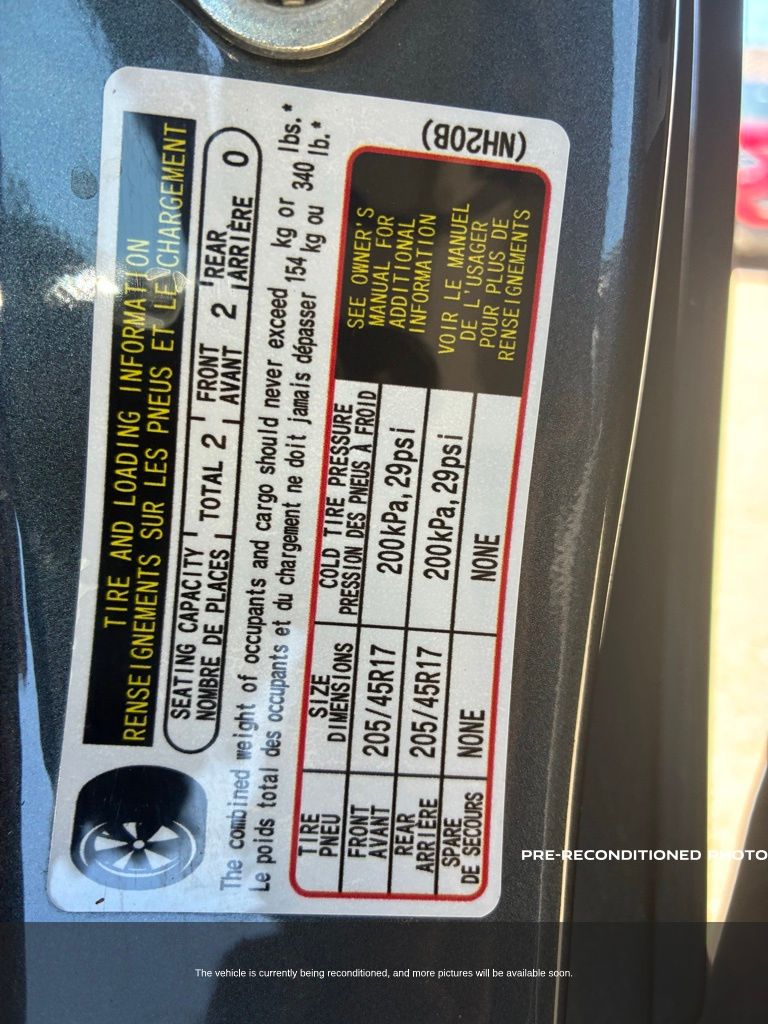 TIRE AND LOADING INFORMATION
RENSEIGNEMENTS SUR LES PNEUS ET LE CHARGEMENT
SEATING CAPACITY TOTAL 2 FRONT 2 REAR 0
NOMBRE DE PLACES AVANT ARRIÈRE
The combined weight of occupants and cargo should never exceed 154 kg or 340 lbs.*
Le poids total des occupants et du chargement ne doit jamais dépasser kg ou lb.*
TIRE SIZE COLD TIRE PRESSURE
PNEU DIMENSIONS PRESSION DES PNEUS À FROID
FRONT 205/45R17 200kPa, 29psi
AVANT
REAR 205/45R17 200kPa, 29psi
ARRIÈRE
SPARE NONE NONE
DE SECOURS
SEE OWNER'S
MANUAL FOR
ADDITIONAL
INFORMATION
VOIR LE MANUEL
DE L'USAGER
POUR PLUS DE
RENSEIGNEMENTS
(NH20B)
PRE-RECONDITIONED PHOTO
The vehicle is currently being reconditioned, and more pictures will be available soon.